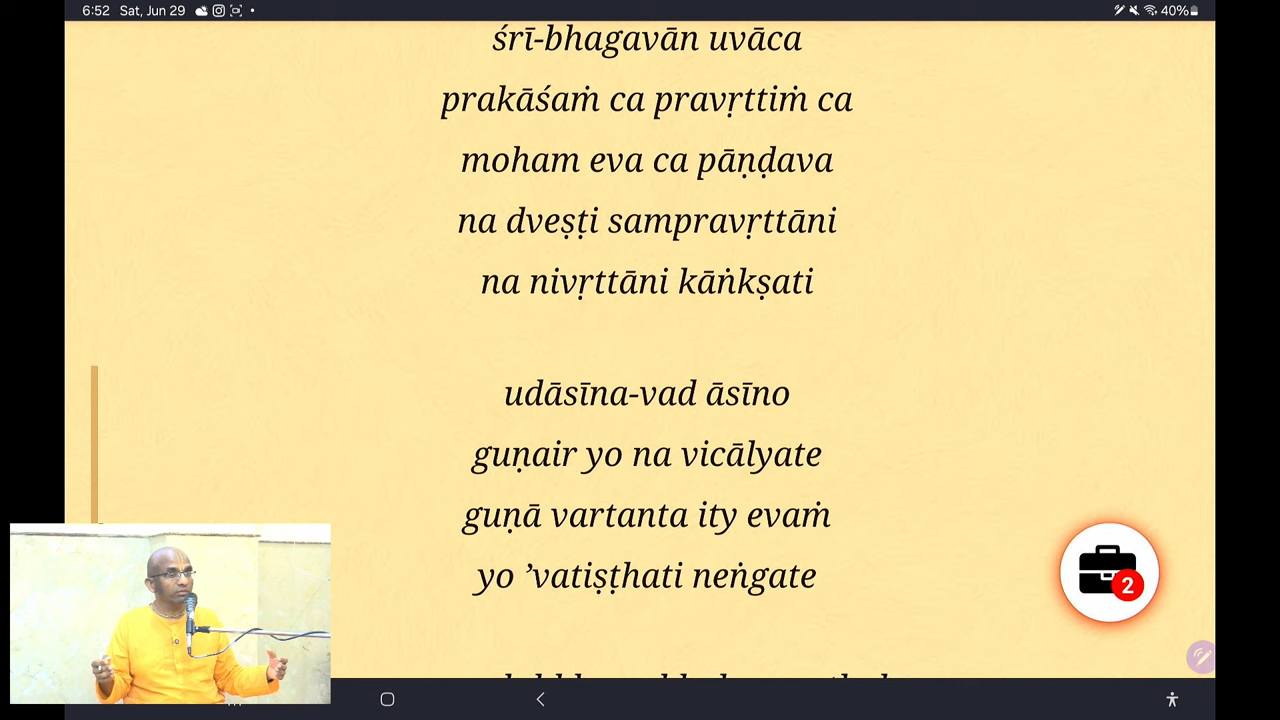 6:52 Sat, Jun 29
40%
śrī-bhagavān uvāca
prakāśaṁ ca pravṛttiṁ ca
moham eva ca pāṇḍava
na dveṣṭi sampravṛttāni
na nivṛttāni kāṅkṣati
udāsīna-vad āsīno
guṇair yo na vicālyate
guṇā vartanta ity evaṁ
yo ’vatiṣṭhati neṅgate
2